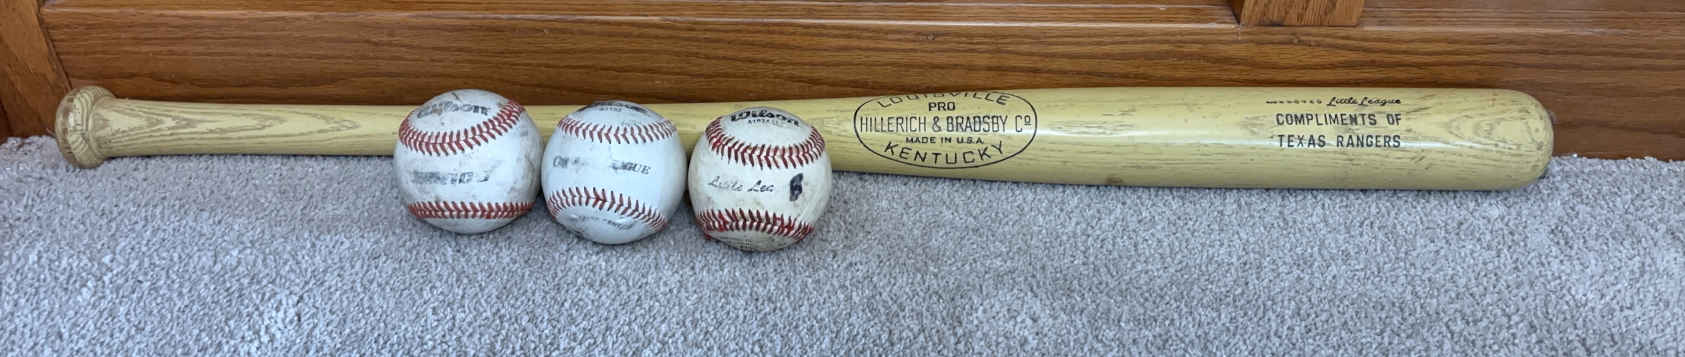 Wilson
Wilson
Little Lea
LOUISVILLE
PRO
HILLERICH & BRADSBY Cº
MADE IN U.S.A.
KENTUCKY
Little League
COMPLIMENTS OF
TEXAS RANGERS